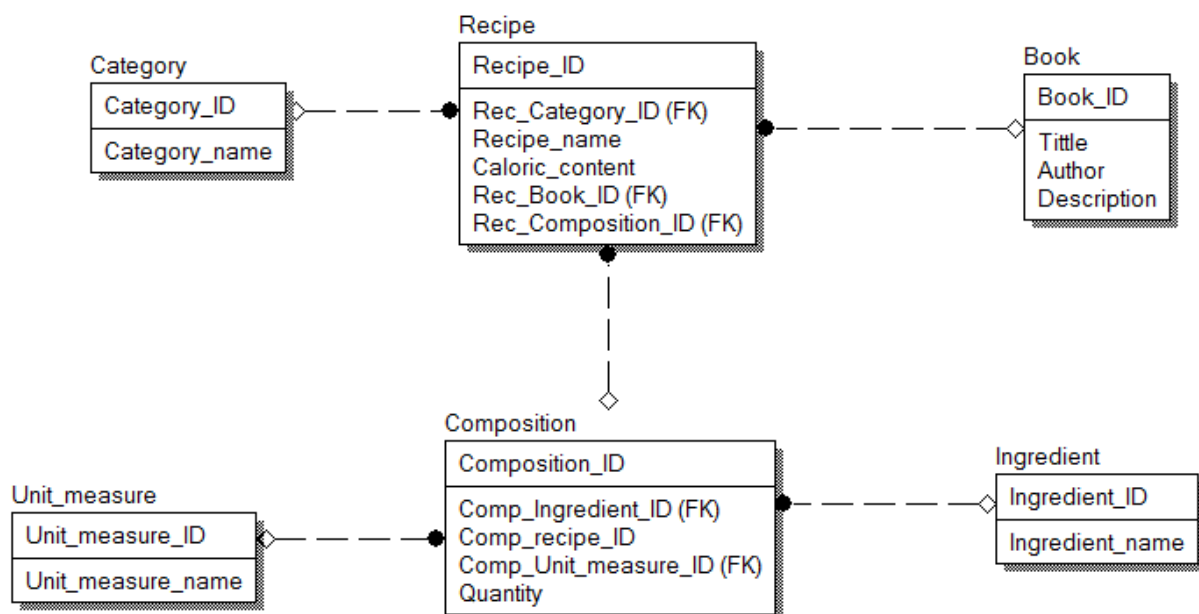 Recipe
Recipe_ID
Rec_Category_ID (FK)
Recipe_name
Caloric_content
Rec_Book_ID (FK)
Rec_Composition_ID (FK)
Category
Category_ID
Category_name
Book
Book_ID
Tittle
Author
Description
Composition
Composition_ID
Comp_Ingredient_ID (FK)
Comp_recipe_ID
Comp_Unit_measure_ID (FK)
Quantity
Unit_measure
Unit_measure_ID
Unit_measure_name
Ingredient
Ingredient_ID
Ingredient_name